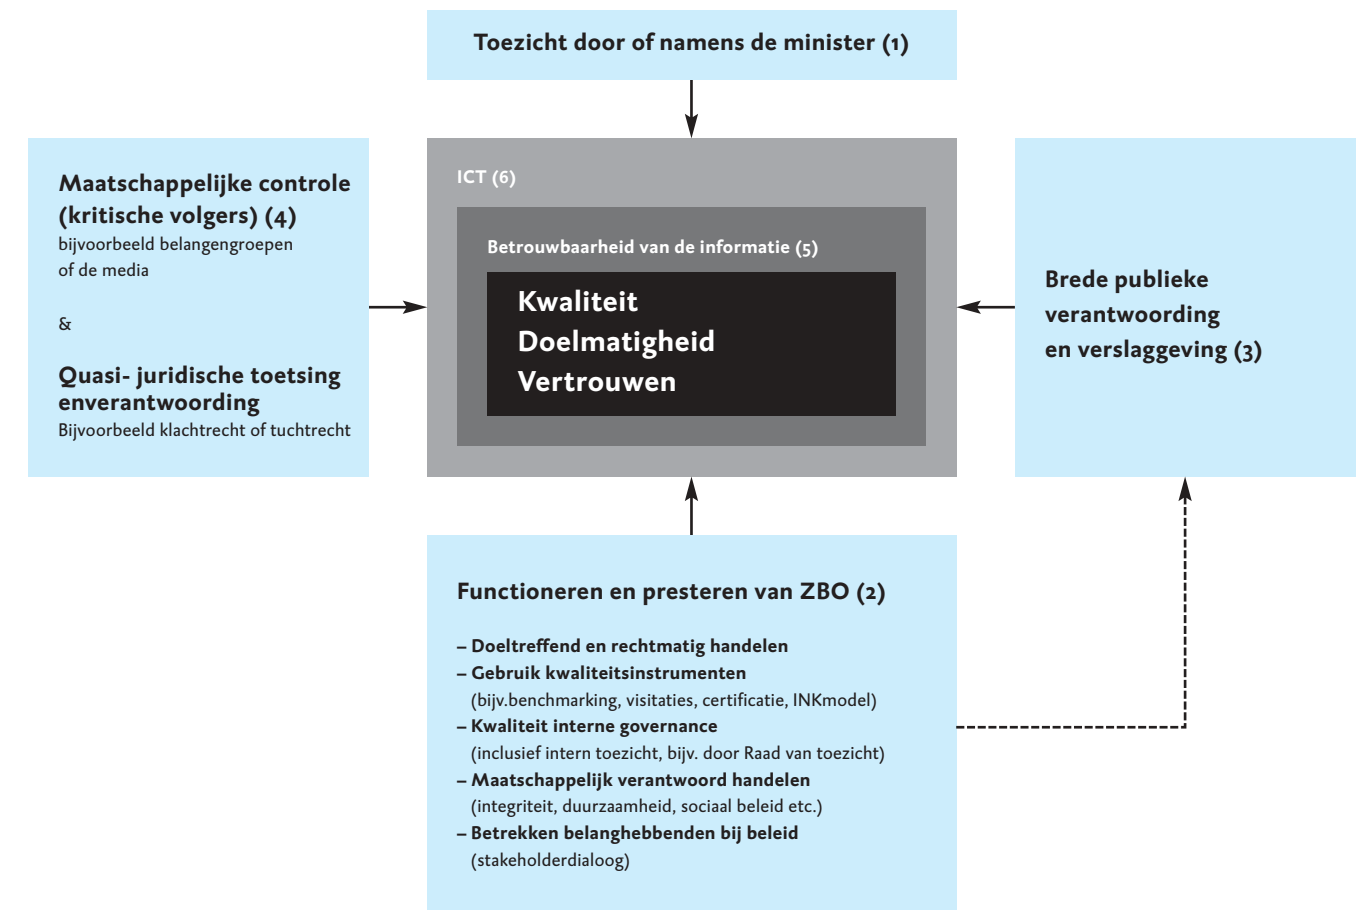 Toezicht door of namens de minister (1)
Maatschappelijke controle
(kritische volgers) (4)
bijvoorbeeld belangengroepen
of de media
&
Quasi- juridische toetsing
enverantwoording
Bijvoorbeeld klachtrecht of tuchtrecht
ICT (6)
Betrouwbaarheid van de informatie (5)
Kwaliteit
Doelmatigheid
Vertrouwen
Brede publieke
verantwoording
en verslaggeving (3)
Functioneren en presteren van ZBO (2)
– Doeltreffend en rechtmatig handelen
– Gebruik kwaliteitsinstrumenten
(bijv.benchmarking, visitaties, certificatie, INKmodel)
– Kwaliteit interne governance
(inclusief intern toezicht, bijv. door Raad van toezicht)
– Maatschappelijk verantwoord handelen
(integriteit, duurzaamheid, sociaal beleid etc.)
– Betrekken belanghebbenden bij beleid
(stakeholderdialoog)